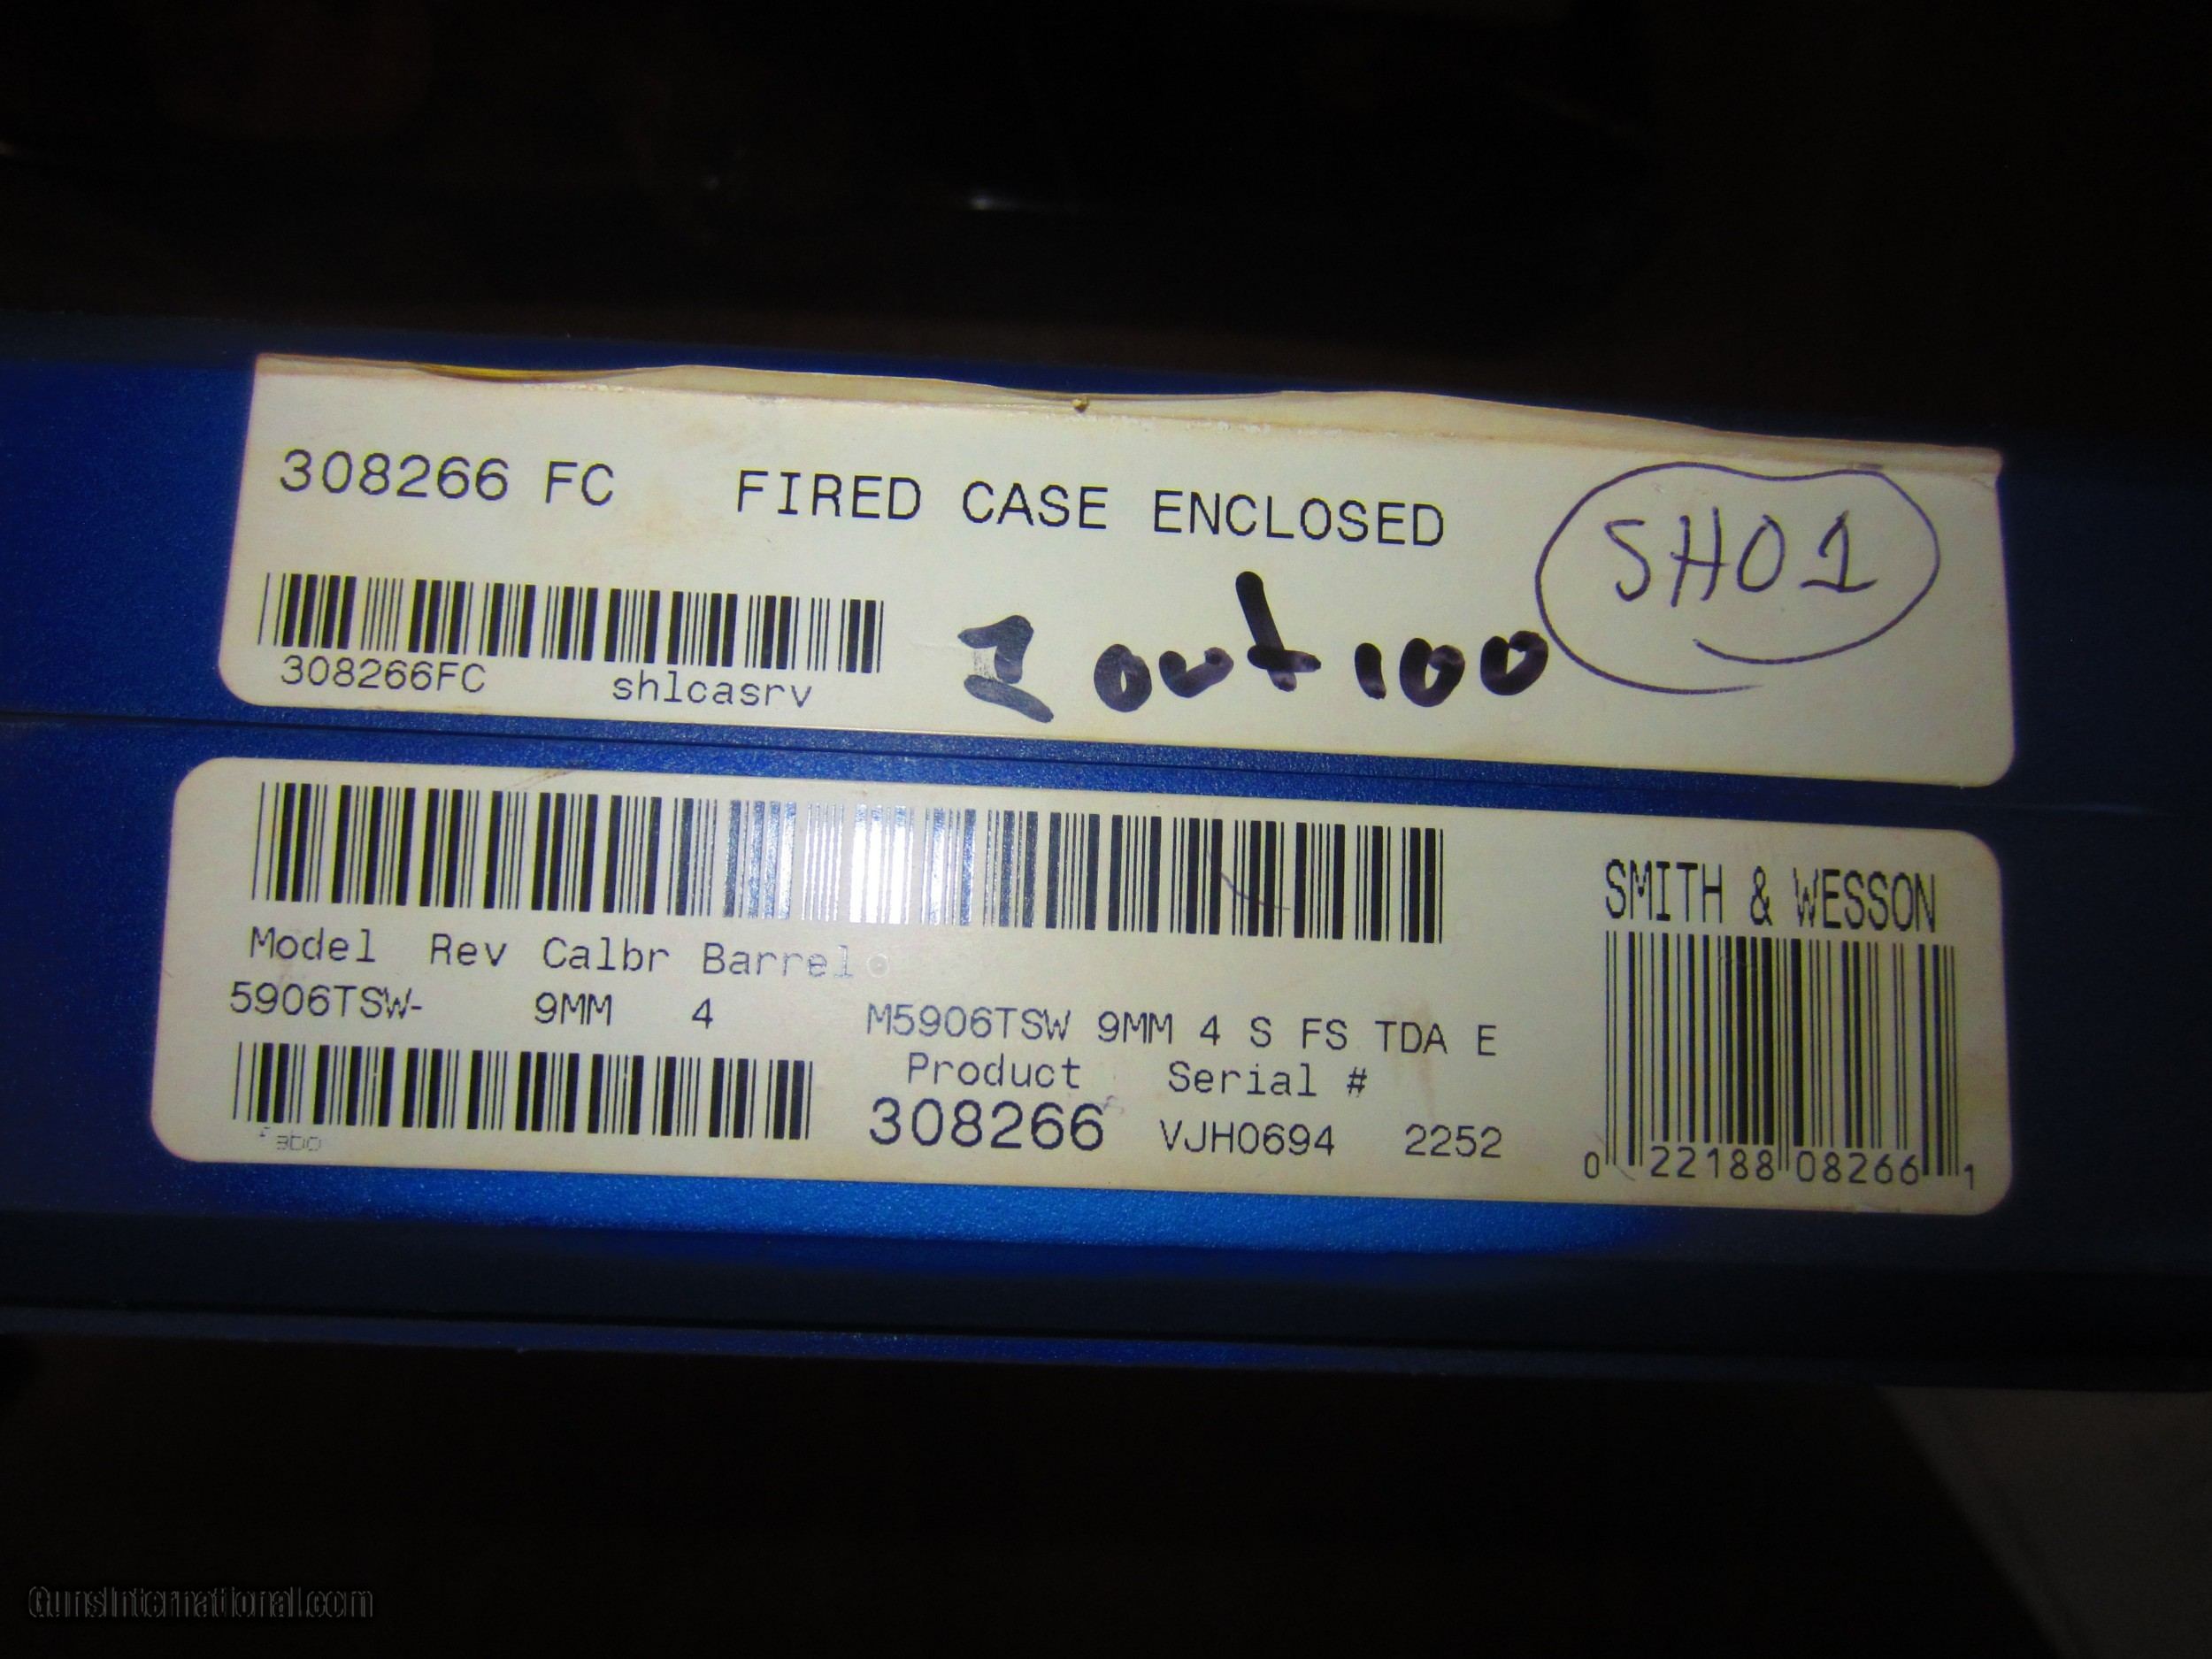 308266 FC FIRED CASE ENCLOSED
SH01
308266FC shlcasrv
1 out 100
SMITH & WESSON
Model Rev Calbr Barrel
5906TSW- 9MM 4
M5906TSW 9MM 4 S FS TDA E
Product Serial #
308266 VJH0694 2252
0 22188 08266 1
GunsInternational.com